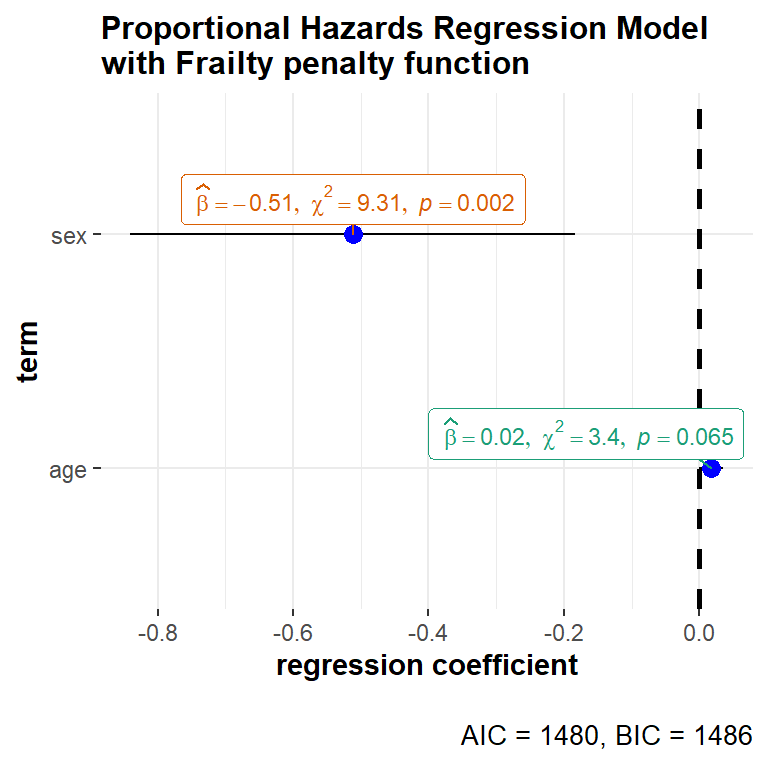 Proportional Hazards Regression Model
with Frailty penalty function
term
sex
β̂ = −0.51, χ² = 9.31, p = 0.002
age
β̂ = 0.02, χ² = 3.4, p = 0.065
-0.8 -0.6 -0.4 -0.2 0.0
regression coefficient
AIC = 1480, BIC = 1486